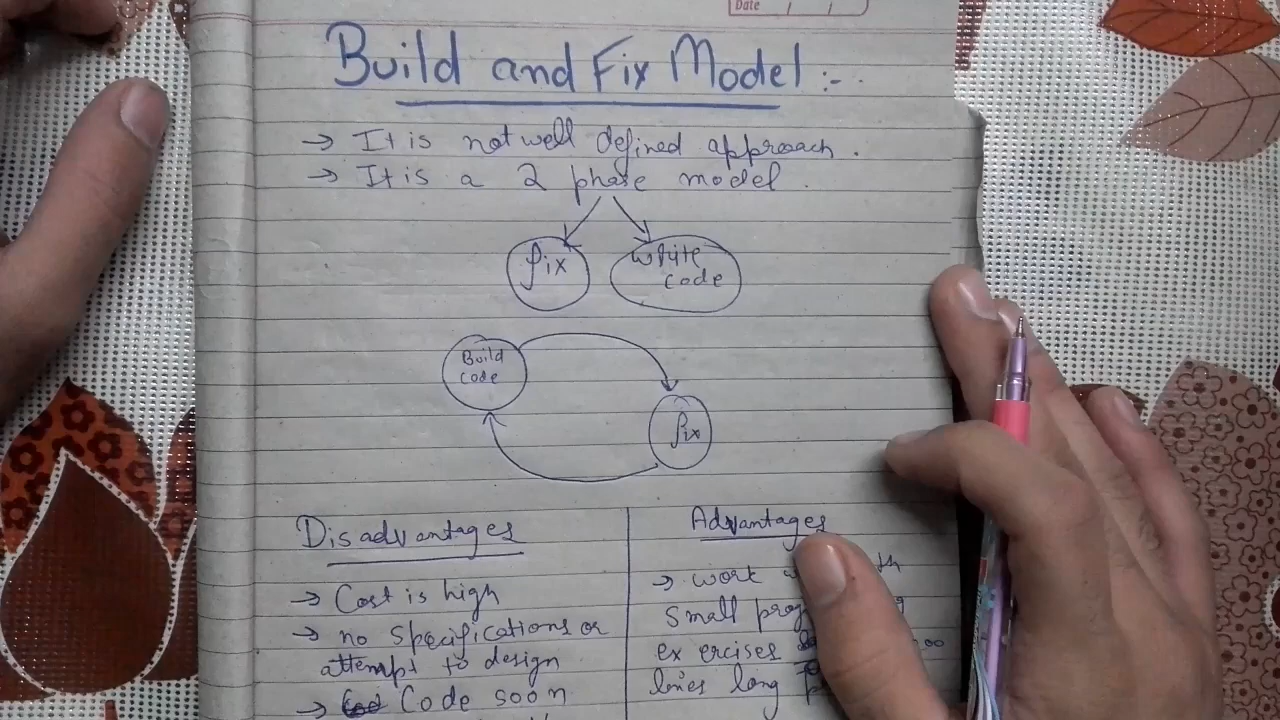 Date / /
Build and Fix Model :-
→ It is not well defined approach.
→ It is a 2 phase model.
fix
write
code
Build
code
fix
Disadvantages
→ Cost is high
→ no specifications or
attempt to design
→ Code soon
Advantages
→ work
small
exercises
lines long